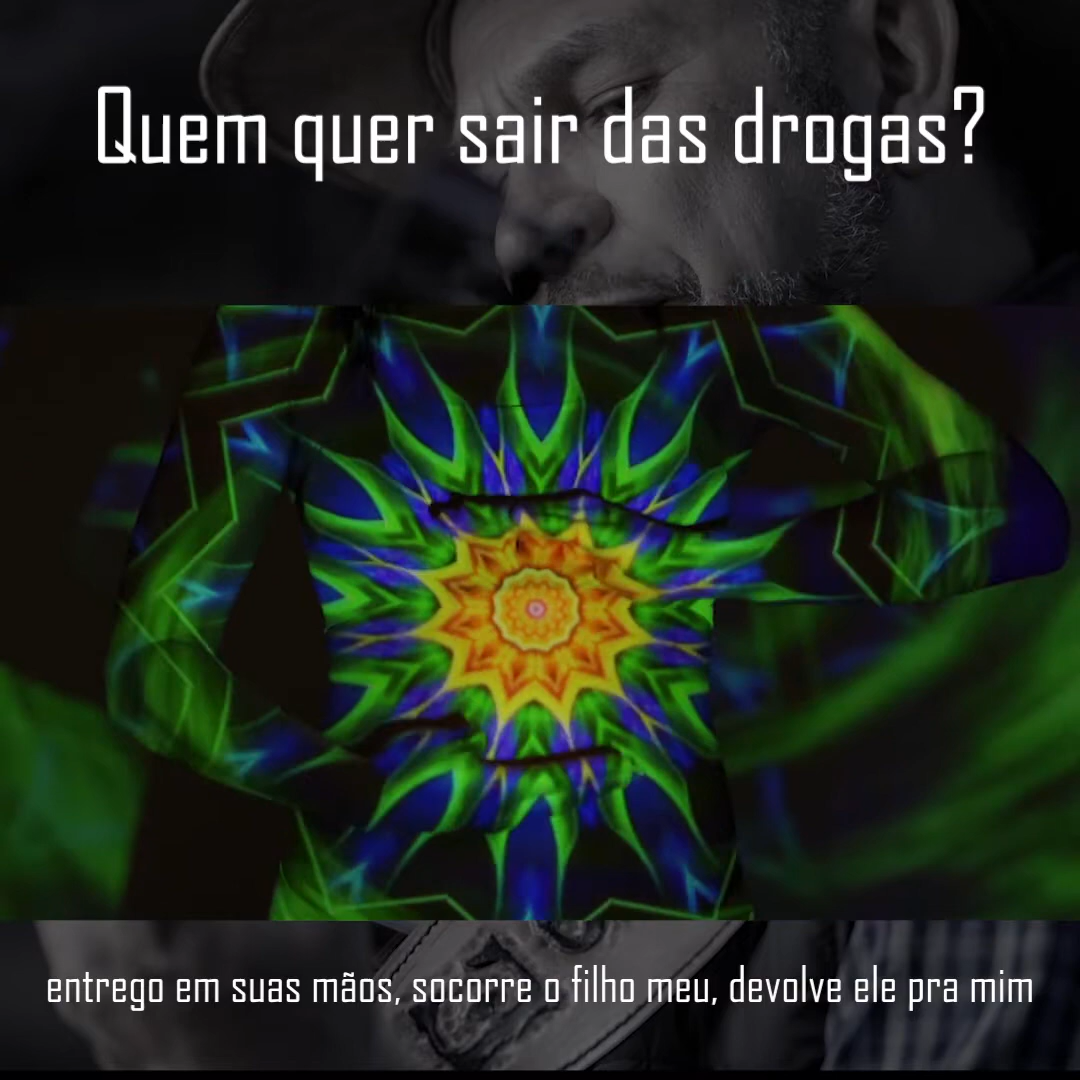 Quem quer sair das drogas?
entrego em suas mãos, socorre o filho meu, devolve ele pra mim